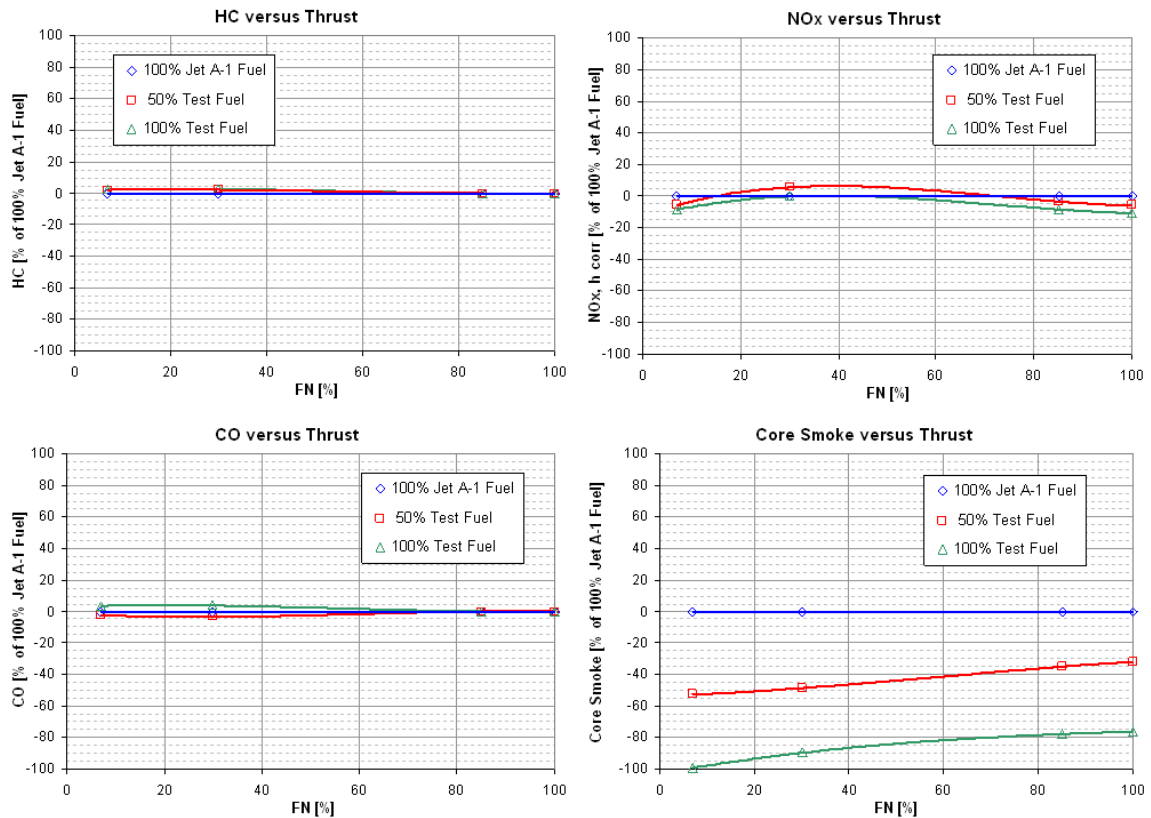 HC versus Thrust
HC [% of 100% Jet A-1 Fuel]
100
80
60
40
20
0
-20
-40
-60
-80
-100
100% Jet A-1 Fuel
50% Test Fuel
100% Test Fuel
0 20 40 60 80 100
FN [%]
NOx versus Thrust
NOx, h corr [% of 100% Jet A-1 Fuel]
100
80
60
40
20
0
-20
-40
-60
-80
-100
100% Jet A-1 Fuel
50% Test Fuel
100% Test Fuel
0 20 40 60 80 100
FN [%]
CO versus Thrust
CO [% of 100% Jet A-1 Fuel]
100
80
60
40
20
0
-20
-40
-60
-80
-100
100% Jet A-1 Fuel
50% Test Fuel
100% Test Fuel
0 20 40 60 80 100
FN [%]
Core Smoke versus Thrust
Core Smoke [% of 100% Jet A-1 Fuel]
100
80
60
40
20
0
-20
-40
-60
-80
-100
100% Jet A-1 Fuel
50% Test Fuel
100% Test Fuel
0 20 40 60 80 100
FN [%]